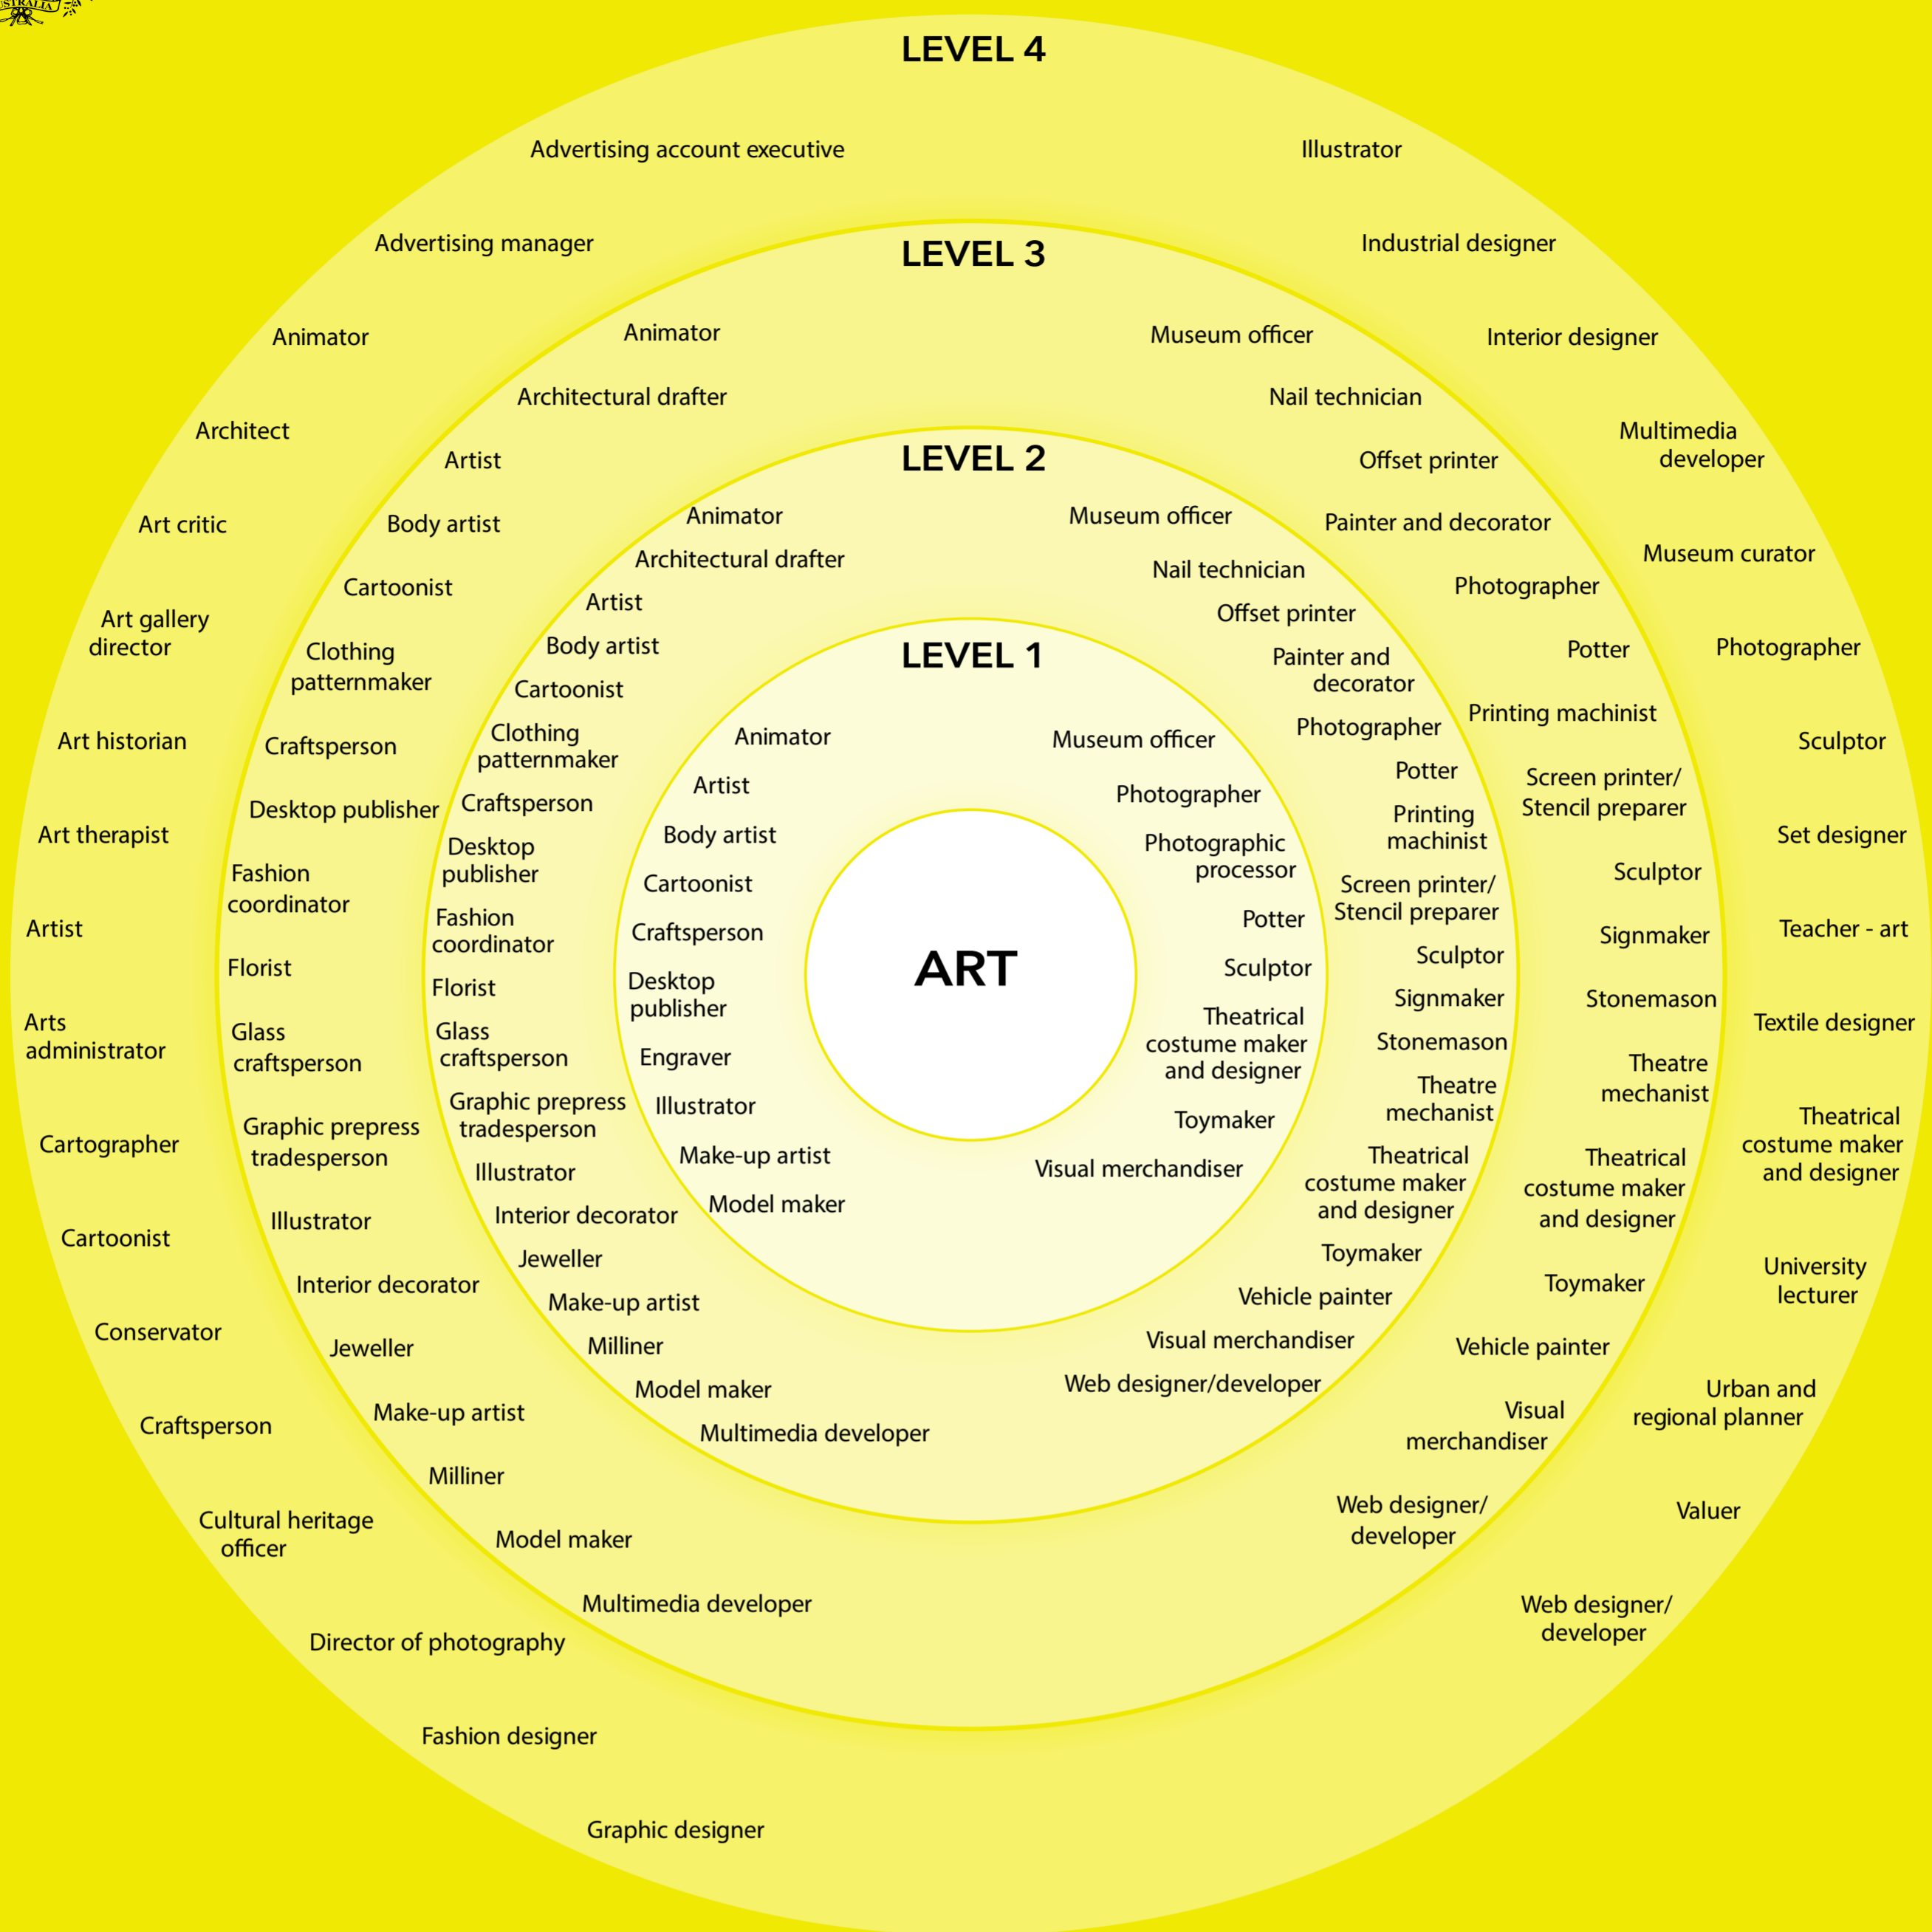 USTRALIA
LEVEL 4
Advertising account executive
Advertising manager
Animator
Architect
Art critic
Art gallery
director
Art historian
Art therapist
Artist
Arts
administrator
Cartographer
Cartoonist
Conservator
Craftsperson
Cultural heritage
officer
Director of photography
Fashion designer
Graphic designer
Illustrator
Industrial designer
Interior designer
Multimedia
developer
Museum curator
Photographer
Sculptor
Set designer
Teacher - art
Textile designer
Theatrical
costume maker
and designer
University
lecturer
Urban and
regional planner
Valuer
Web designer/
developer
LEVEL 3
Animator
Architectural drafter
Artist
Body artist
Cartoonist
Clothing
patternmaker
Craftsperson
Desktop publisher
Fashion
coordinator
Florist
Glass
craftsperson
Graphic prepress
tradesperson
Illustrator
Interior decorator
Jeweller
Make-up artist
Milliner
Model maker
Multimedia developer
Museum officer
Nail technician
Offset printer
Painter and decorator
Photographer
Potter
Printing machinist
Screen printer/
Stencil preparer
Sculptor
Signmaker
Stonemason
Theatre
mechanist
Theatrical
costume maker
and designer
Toymaker
Vehicle painter
Visual
merchandiser
Web designer/
developer
LEVEL 2
Animator
Architectural drafter
Artist
Body artist
Cartoonist
Clothing
patternmaker
Craftsperson
Desktop
publisher
Fashion
coordinator
Florist
Glass
craftsperson
Graphic prepress
tradesperson
Illustrator
Interior decorator
Jeweller
Make-up artist
Milliner
Model maker
Multimedia developer
Museum officer
Nail technician
Offset printer
Painter and
decorator
Photographer
Potter
Printing
machinist
Screen printer/
Stencil preparer
Sculptor
Signmaker
Stonemason
Theatre
mechanist
Theatrical
costume maker
and designer
Toymaker
Vehicle painter
Visual merchandiser
Web designer/developer
LEVEL 1
Animator
Artist
Body artist
Cartoonist
Craftsperson
Desktop
publisher
Engraver
Illustrator
Make-up artist
Model maker
Museum officer
Photographer
Photographic
processor
Potter
Sculptor
Theatrical
costume maker
and designer
Toymaker
Visual merchandiser
ART